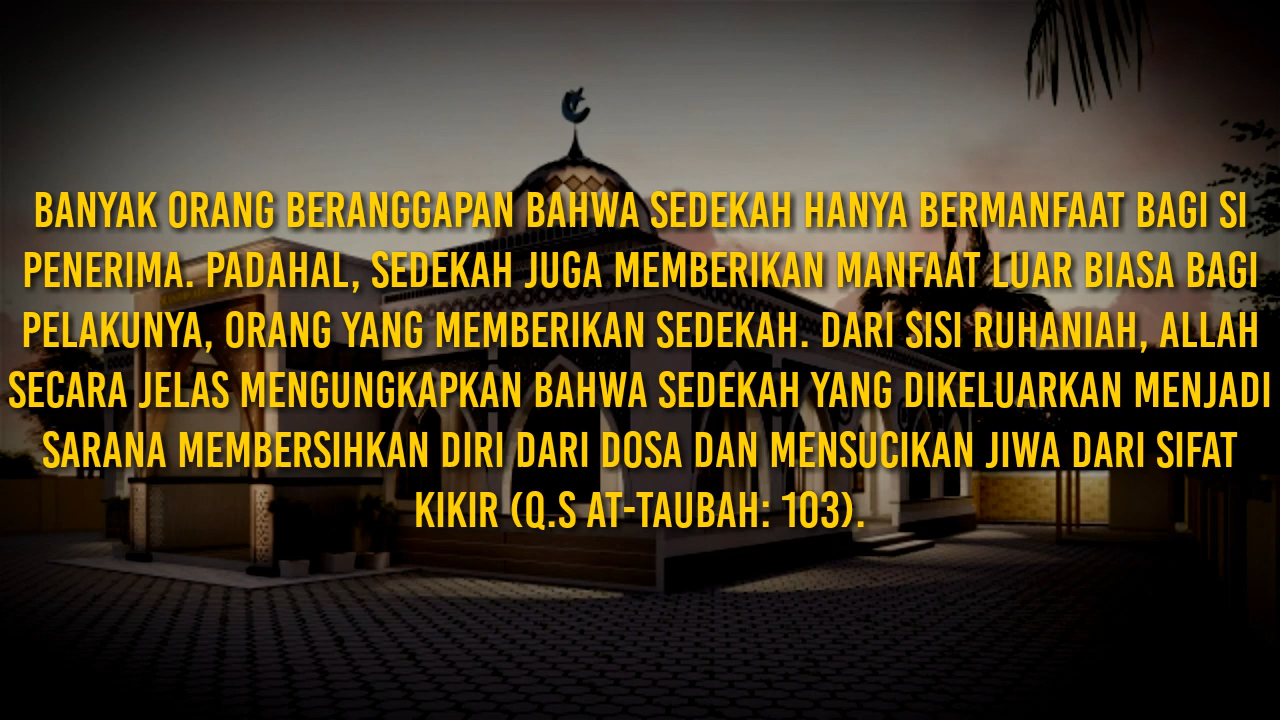 BANYAK ORANG BERANGGAPAN BAHWA SEDEKAH HANYA BERMANFAAT BAGI SI
PENERIMA. PADAHAL, SEDEKAH JUGA MEMBERIKAN MANFAAT LUAR BIASA BAGI
PELAKUNYA, ORANG YANG MEMBERIKAN SEDEKAH. DARI SISI RUHANIAH, ALLAH
SECARA JELAS MENGUNGKAPKAN BAHWA SEDEKAH YANG DIKELUARKAN MENJADI
SARANA MEMBERSIHKAN DIRI DARI DOSA DAN MENSUCIKAN JIWA DARI SIFAT
KIKIR (Q.S AT-TAUBAH: 103).